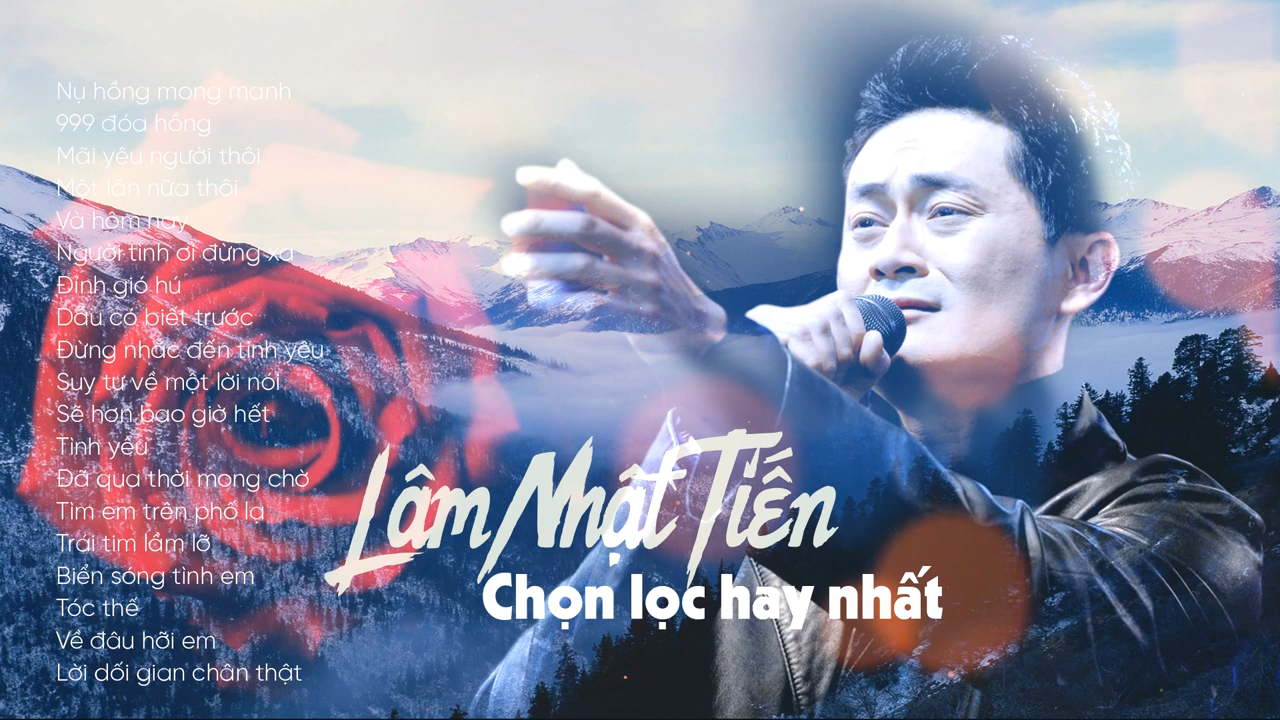 Nụ hồng mong manh
999 đóa hồng
Mãi yêu người thôi
Một lần nữa thôi
Và hôm nay
Người tình ơi đừng xa
Đỉnh gió hú
Dẫu có biết trước
Đừng nhắc đến tình yêu
Suy tư về một lời nói
Sẽ hơn bao giờ hết
Tình yêu
Đã qua thời mong chờ
Tìm em trên phố lạ
Trái tim lầm lỡ
Biển sóng tình em
Tóc thề
Về đâu hỡi em
Lời dối gian chân thật
Lâm Nhật Tiến
Chọn lọc hay nhất